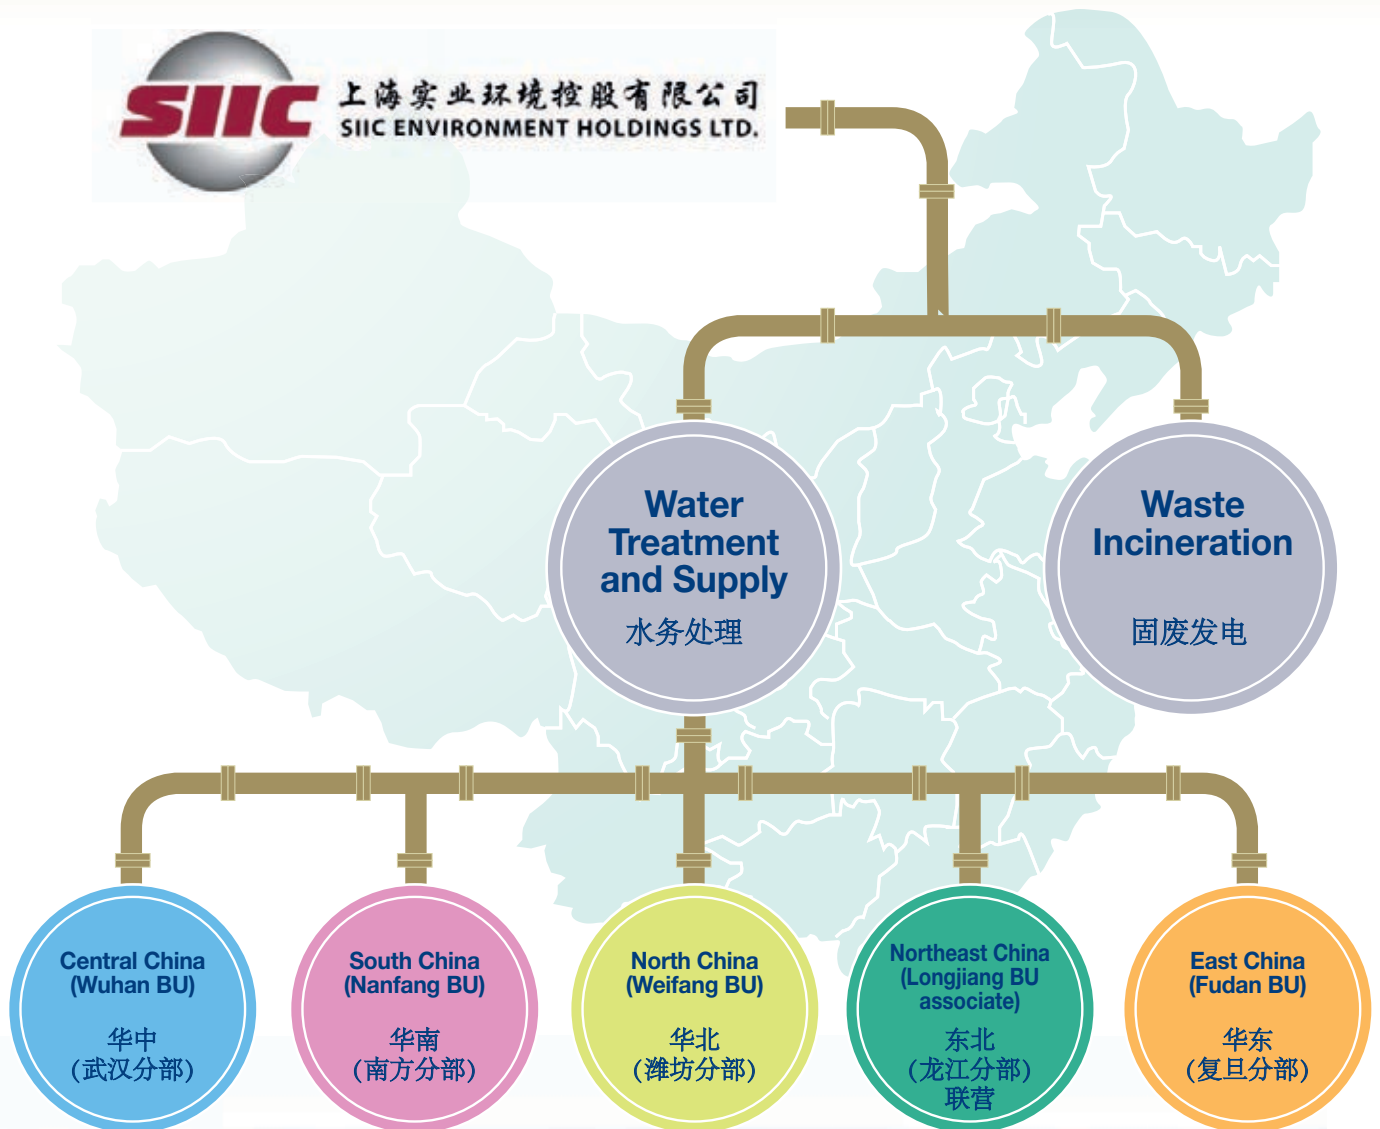 SIIC
上海实业环境控股有限公司
SIIC ENVIRONMENT HOLDINGS LTD.
Water
Treatment
and Supply
水务处理
Waste
Incineration
固废发电
Central China
(Wuhan BU)
华中
(武汉分部)
South China
(Nanfang BU)
华南
(南方分部)
North China
(Weifang BU)
华北
(潍坊分部)
Northeast China
(Longjiang BU
associate)
东北
(龙江分部)
联营
East China
(Fudan BU)
华东
(复旦分部)